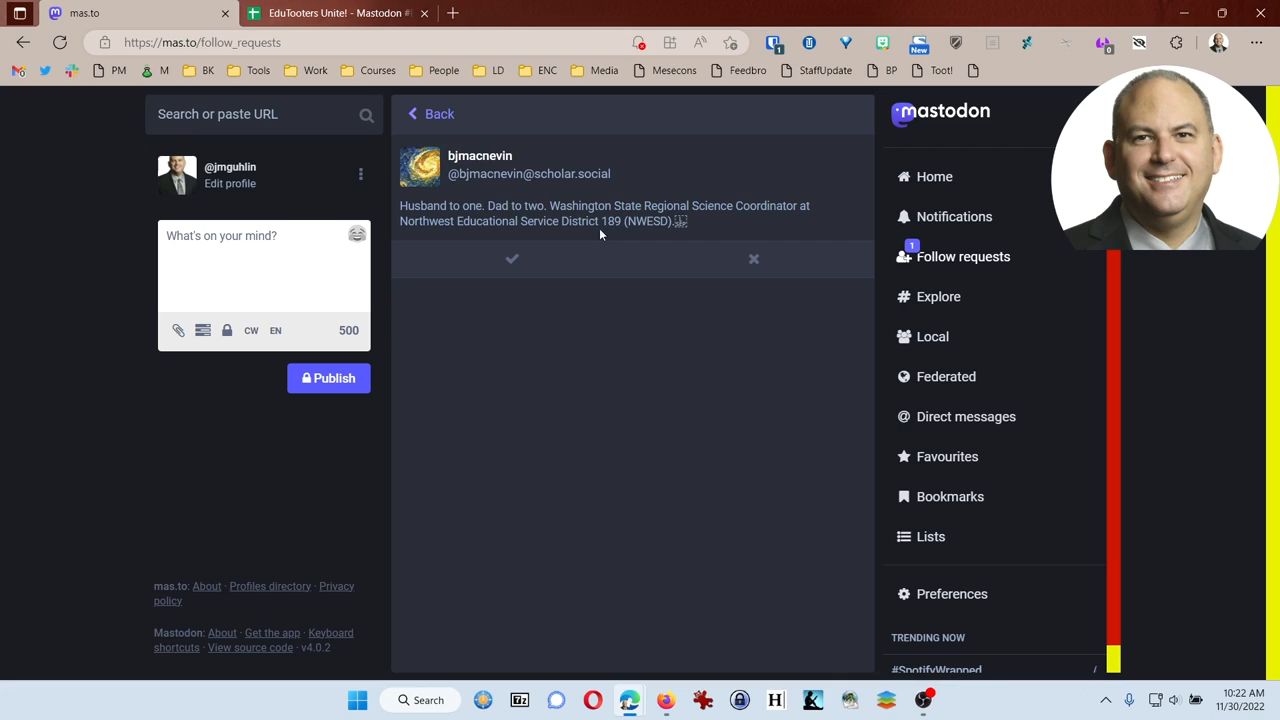 mas.to
EduTooters Unite! - Mastodon #
https://mas.to/follow_requests
1
New
0
PM
M
BK
Tools
Work
Courses
People
LD
ENC
Media
Mesecons
Feedbro
StaffUpdate
BP
Toot!
Search or paste URL
@jmguhlin
Edit profile
What's on your mind?
CW
EN
500
Publish
mas.to: About · Profiles directory · Privacy
policy
Mastodon: About · Get the app · Keyboard
shortcuts · View source code · v4.0.2
Back
bjmacnevin
@bjmacnevin@scholar.social
Husband to one. Dad to two. Washington State Regional Science Coordinator at
Northwest Educational Service District 189 (NWESD).
mastodon
Home
Notifications
1
Follow requests
Explore
Local
Federated
Direct messages
Favourites
Bookmarks
Lists
Preferences
TRENDING NOW
#SpotifyWrapped
Search
10:22 AM
11/30/2022